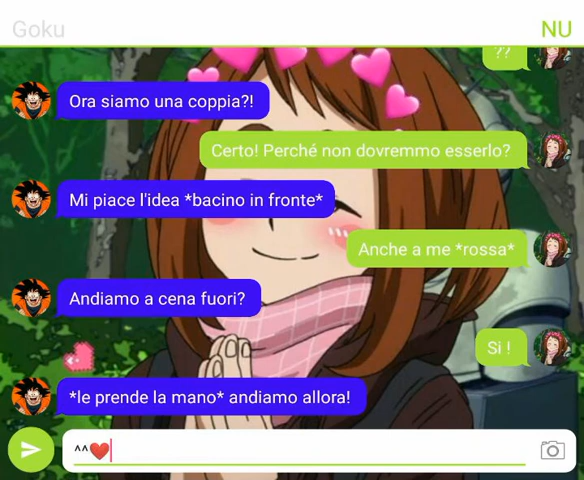 Goku NU
??
Ora siamo una coppia?!
Certo! Perché non dovremmo esserlo?
Mi piace l'idea *bacino in fronte*
Anche a me *rossa*
Andiamo a cena fuori?
Si !
*le prende la mano* andiamo allora!
^^❤️